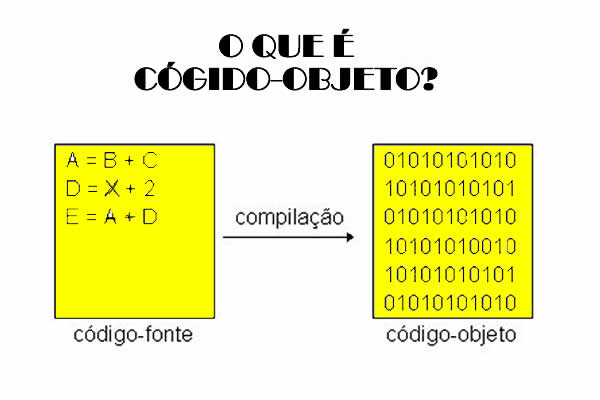 O QUE É
CÓGIDO-OBJETO?
A = B + C
D = X + 2
E = A + D
compilação
01010101010
10101010101
01010101010
10101010010
10101010101
01010101010
código-fonte
código-objeto